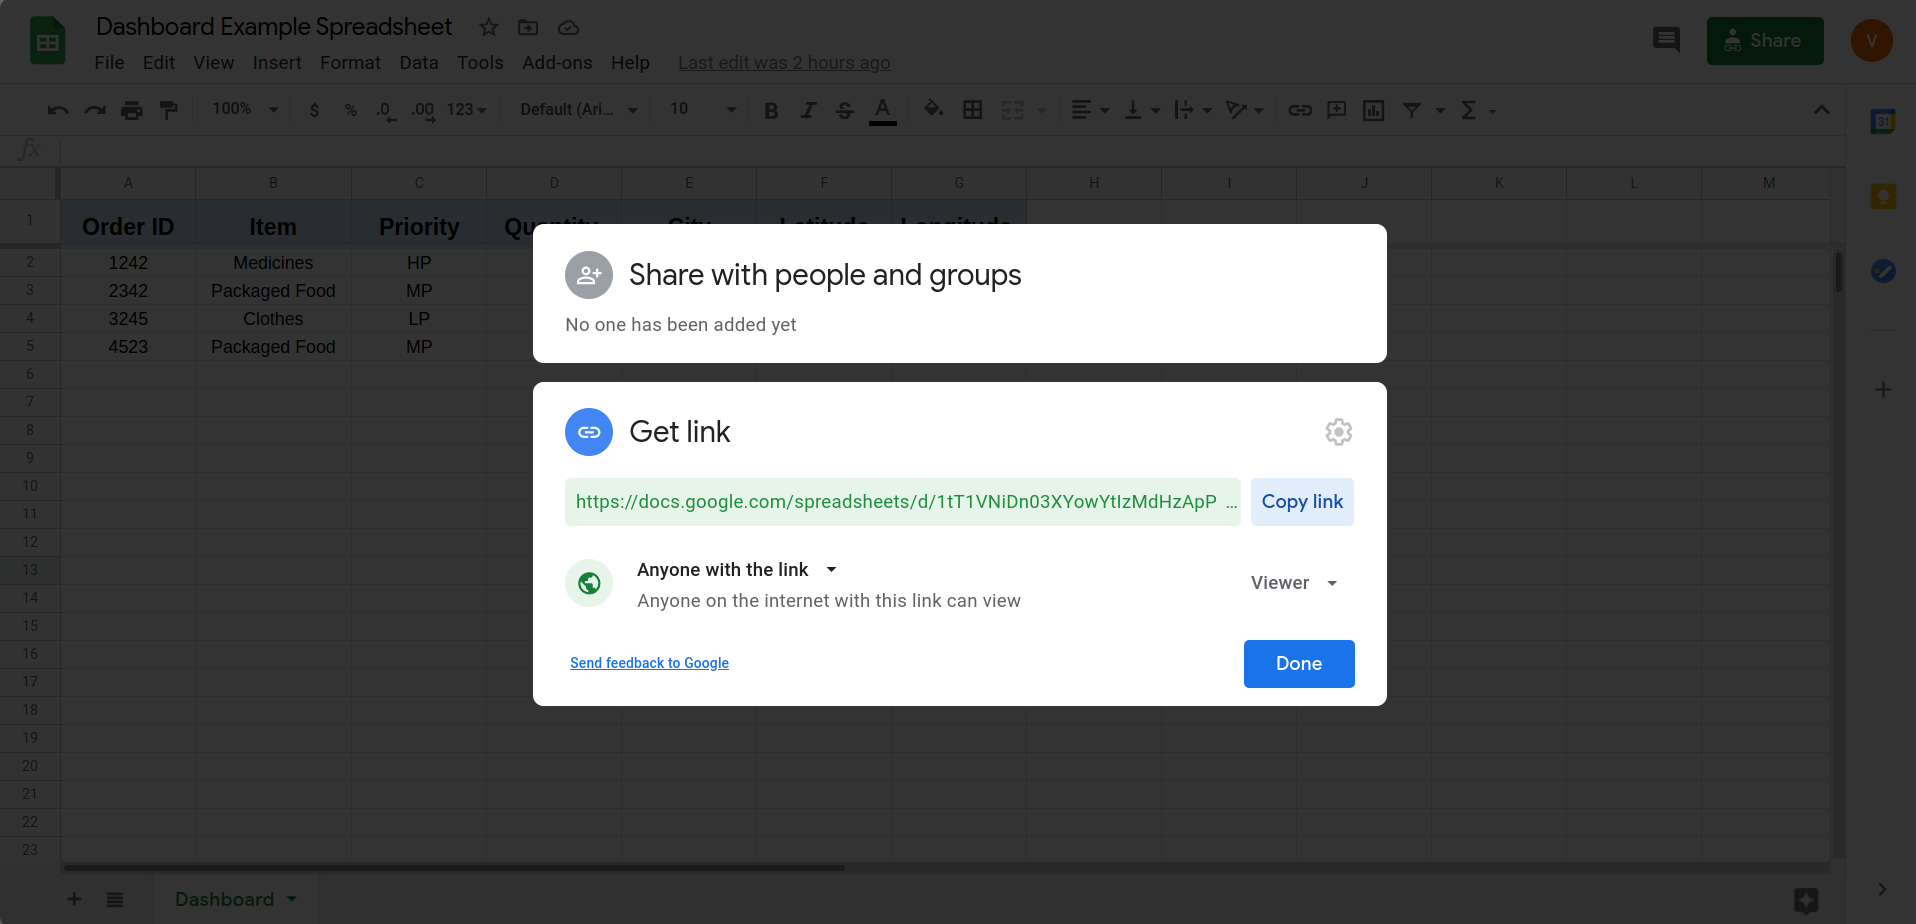 Dashboard Example Spreadsheet
File Edit View Insert Format Data Tools Add-ons Help Last edit was 2 hours ago
Share
V
100% $ % .0 .00 123 Default (Ari... 10 B I S A Σ
31
fx
A B C D E F G H I J K L M
1 Order ID Item Priority Quantity City Latitude Longitude
2 1242 Medicines HP
3 2342 Packaged Food MP
4 3245 Clothes LP
5 4523 Packaged Food MP
6
7
8
9
10
11
12
13
14
15
16
17
18
19
20
21
22
23
Share with people and groups
No one has been added yet
Get link
https://docs.google.com/spreadsheets/d/1tT1VNiDn03XYowYtIzMdHzApP ...
Copy link
Anyone with the link
Anyone on the internet with this link can view
Viewer
Send feedback to Google
Done
Dashboard